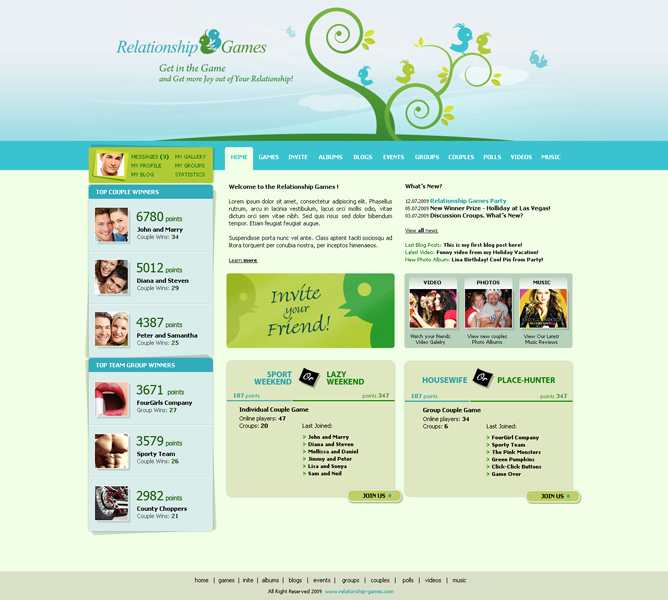 Relationship Games
Get in the Game
and Get more Joy out of Your Relationship!
MESSAGES (3) MY GALLERY
MY PROFILE MY GROUPS
MY BLOG STATISTICS
HOME GAMES INVITE ALBUMS BLOGS EVENTS GROUPS COUPLES POLLS VIDEOS MUSIC
TOP COUPLE WINNERS
6780 points
John and Marry
Couple Wins: 34
5012 points
Diana and Steven
Couple Wins: 29
4387 points
Peter and Samantha
Couple Wins: 25
TOP TEAM GROUP WINNERS
3671 points
FourGirls Company
Group Wins: 27
3579 points
Sporty Team
Couple Wins: 26
2982 points
County Choppers
Couple Wins: 21
Welcome to the Relationship Games !
Lorem ipsum dolor sit amet, consectetur adipiscing elit. Phasellus
rutrum, arcu in lacinia vestibulum, lacus orci mollis odio, vitae
dictum orci sem vitae nibh. Sed quis risus sed dolor bibendum
tempor. Etiam feugiat feugiat augue.
Suspendisse porta nunc vel ante. Class aptent taciti sociosqu ad
litora torquent per conubia nostra, per inceptos himenaeos.
Learn more
What's New?
12.07.2009 Relationship Games Party
05.07.2009 New Winner Prize - Holliday at Las Vegas!
03.07.2009 Discussion Croups. What's New?
View all news
Last Blog Posts: This is my first blog post here!
Latest Video: Funny video from my Holiday Vacation!
New Photo Album: Lina Birthday! Cool Pin from Party!
Invite
your
Friend!
VIDEO PHOTOS MUSIC
Watch your friends View new couples View Our Latest
Video Galelry Photo Albums Music Reviews
SPORT WEEKEND Or LAZY WEEKEND
187 points points 347
Individual Couple Game
Online players: 47
Croups: 20
Last Joined:
> John and Marry
> Diana and Steven
> Mellissa and Daniel
> Jimmy and Peter
> Lisa and Sonya
> Sam and Neil
JOIN US +
HOUSEWIFE Or PLACE-HUNTER
187 points points 347
Group Couple Game
Online players: 34
Croups: 6
Last Joined:
> FourGirl Company
> Sporty Team
> The Pink Monsters
> Green Pumpkins
> Click-Click Buttons
> Game Over
JOIN US +
home | games | inite | albums | blogs | events | groups | couples | polls | videos | music
All Right Reserved 2009 www.relationship-games.com